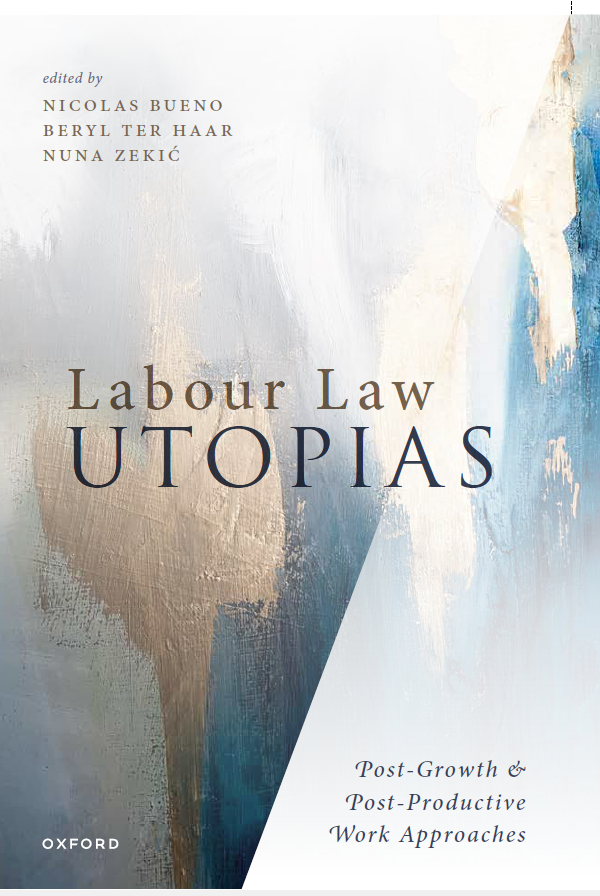 edited by
NICOLAS BUENO
BERYL TER HAAR
NUNA ZEKIĆ
Labour Law
UTOPIAS
Post-Growth &
Post-Productive
Work Approaches
OXFORD